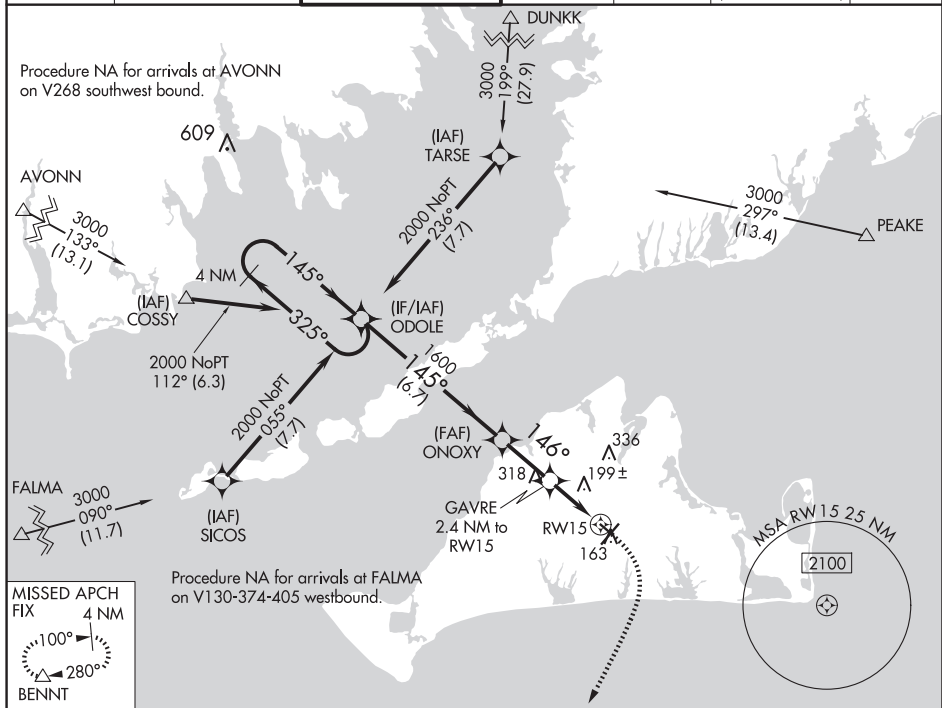 DUNKK
Procedure NA for arrivals at AVONN
on V268 southwest bound.
3000
199°
(27.9)
609
(IAF)
TARSE
AVONN
3000
133°
(13.1)
2000 NoPT
236°
(7.7)
3000
297°
(13.4)
PEAKE
4 NM
145°
(IAF)
COSSY
325°
(IF/IAF)
ODOLE
2000 NoPT
112° (6.3)
1600
145°
(6.7)
2000 NoPT
055°
(7.7)
(FAF)
ONOXY
146°
336
318
199±
FALMA
3000
090°
(11.7)
(IAF)
SICOS
GAVRE
2.4 NM to
RW15
RW15
163
MSA RW15 25 NM
2100
Procedure NA for arrivals at FALMA
on V130-374-405 westbound.
MISSED APCH
FIX
4 NM
100°
280°
BENNT